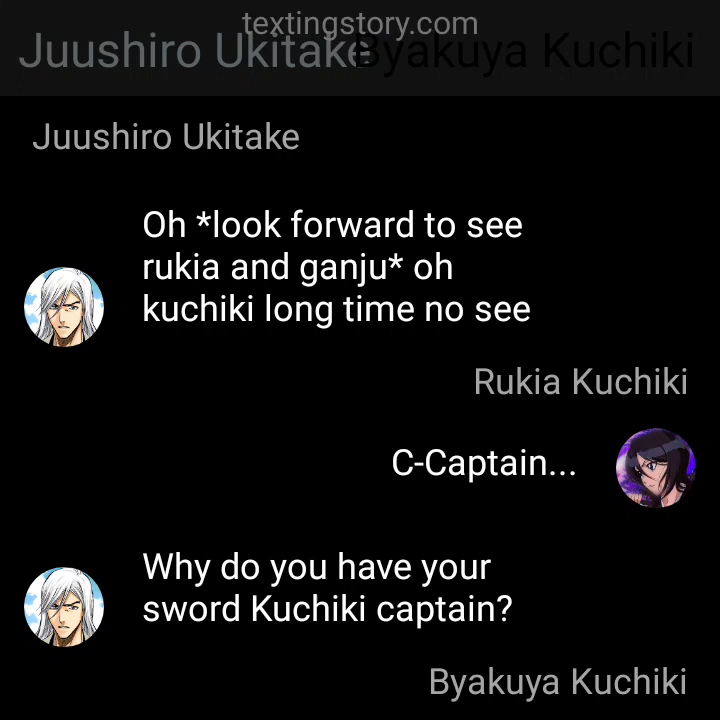 textingstory.com
Juushiro Ukitake
Byakuya Kuchiki
Juushiro Ukitake
Oh *look forward to see
rukia and ganju* oh
kuchiki long time no see
Rukia Kuchiki
C-Captain...
Why do you have your
sword Kuchiki captain?
Byakuya Kuchiki